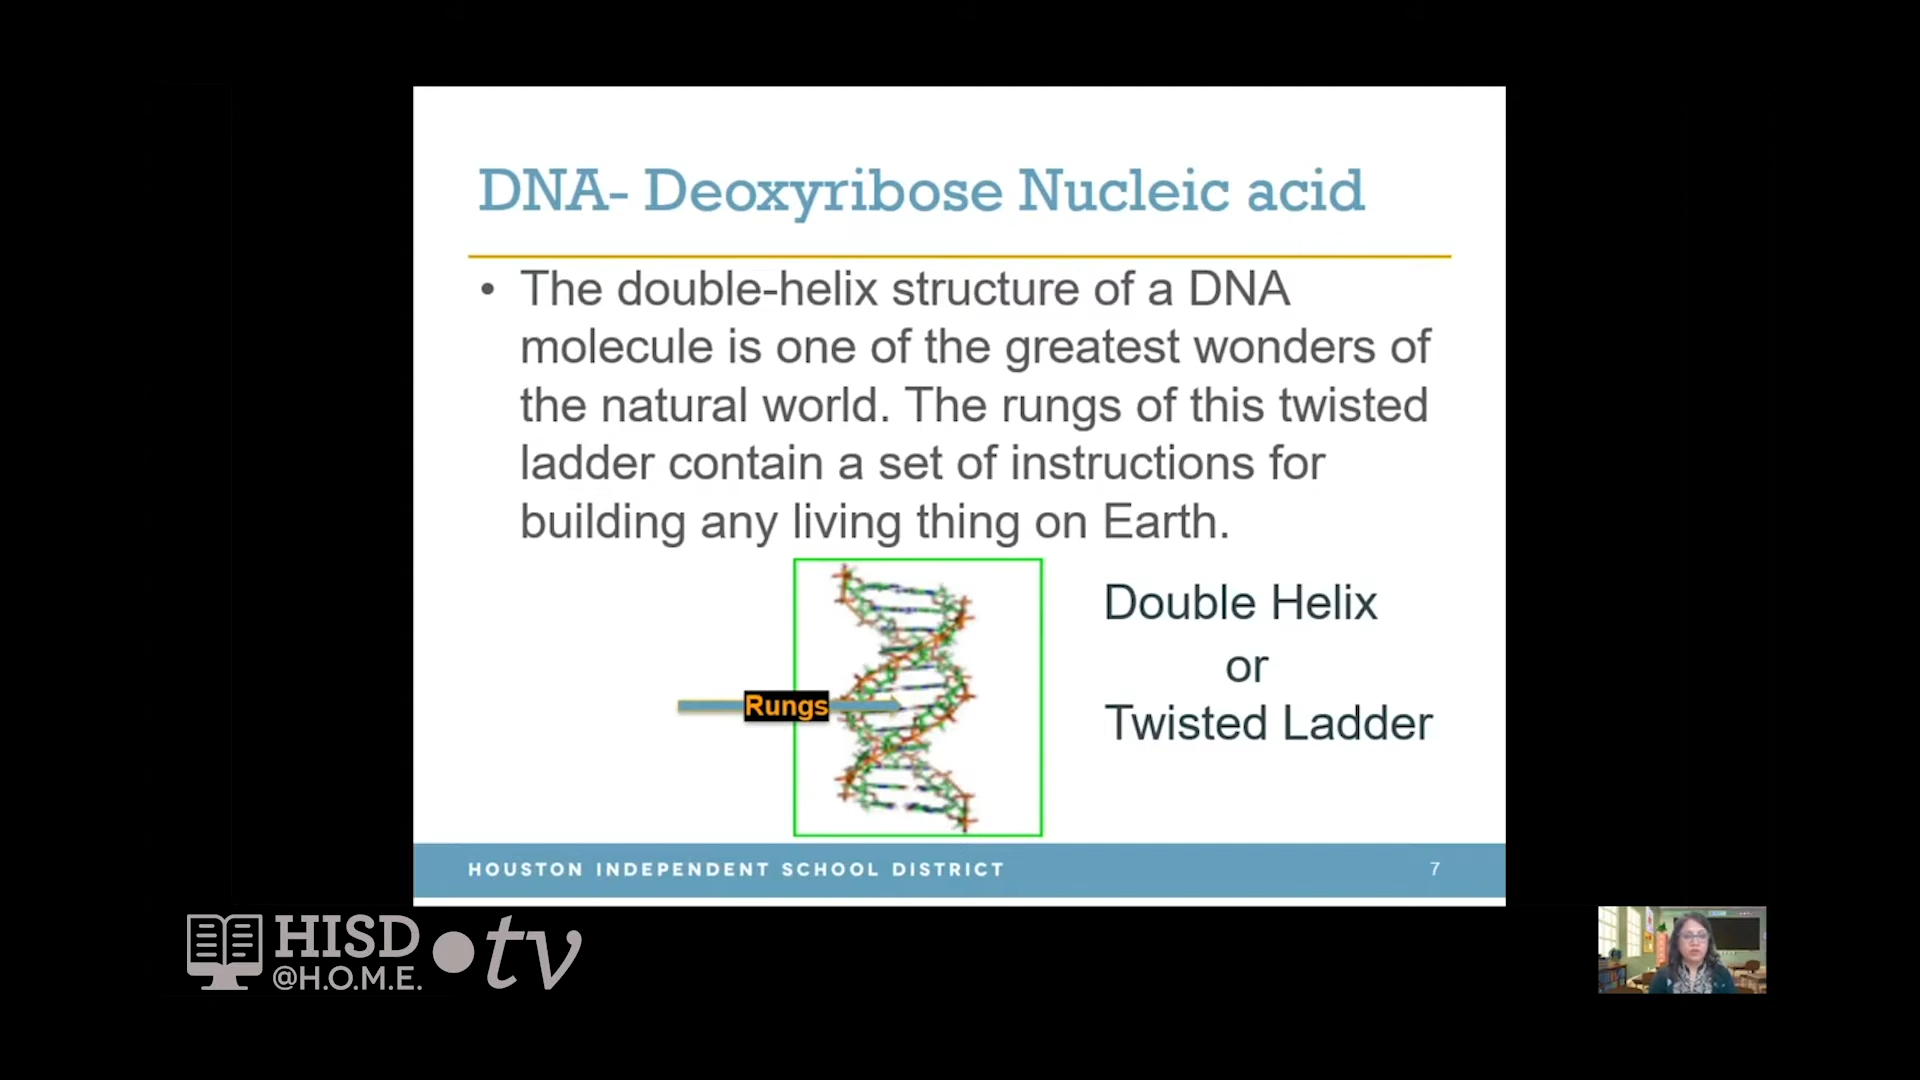 DNA- Deoxyribose Nucleic acid
• The double-helix structure of a DNA
molecule is one of the greatest wonders of
the natural world. The rungs of this twisted
ladder contain a set of instructions for
building any living thing on Earth.
Double Helix
or
Twisted Ladder
Rungs
HOUSTON INDEPENDENT SCHOOL DISTRICT 7
HISD
@H.O.M.E.
tv